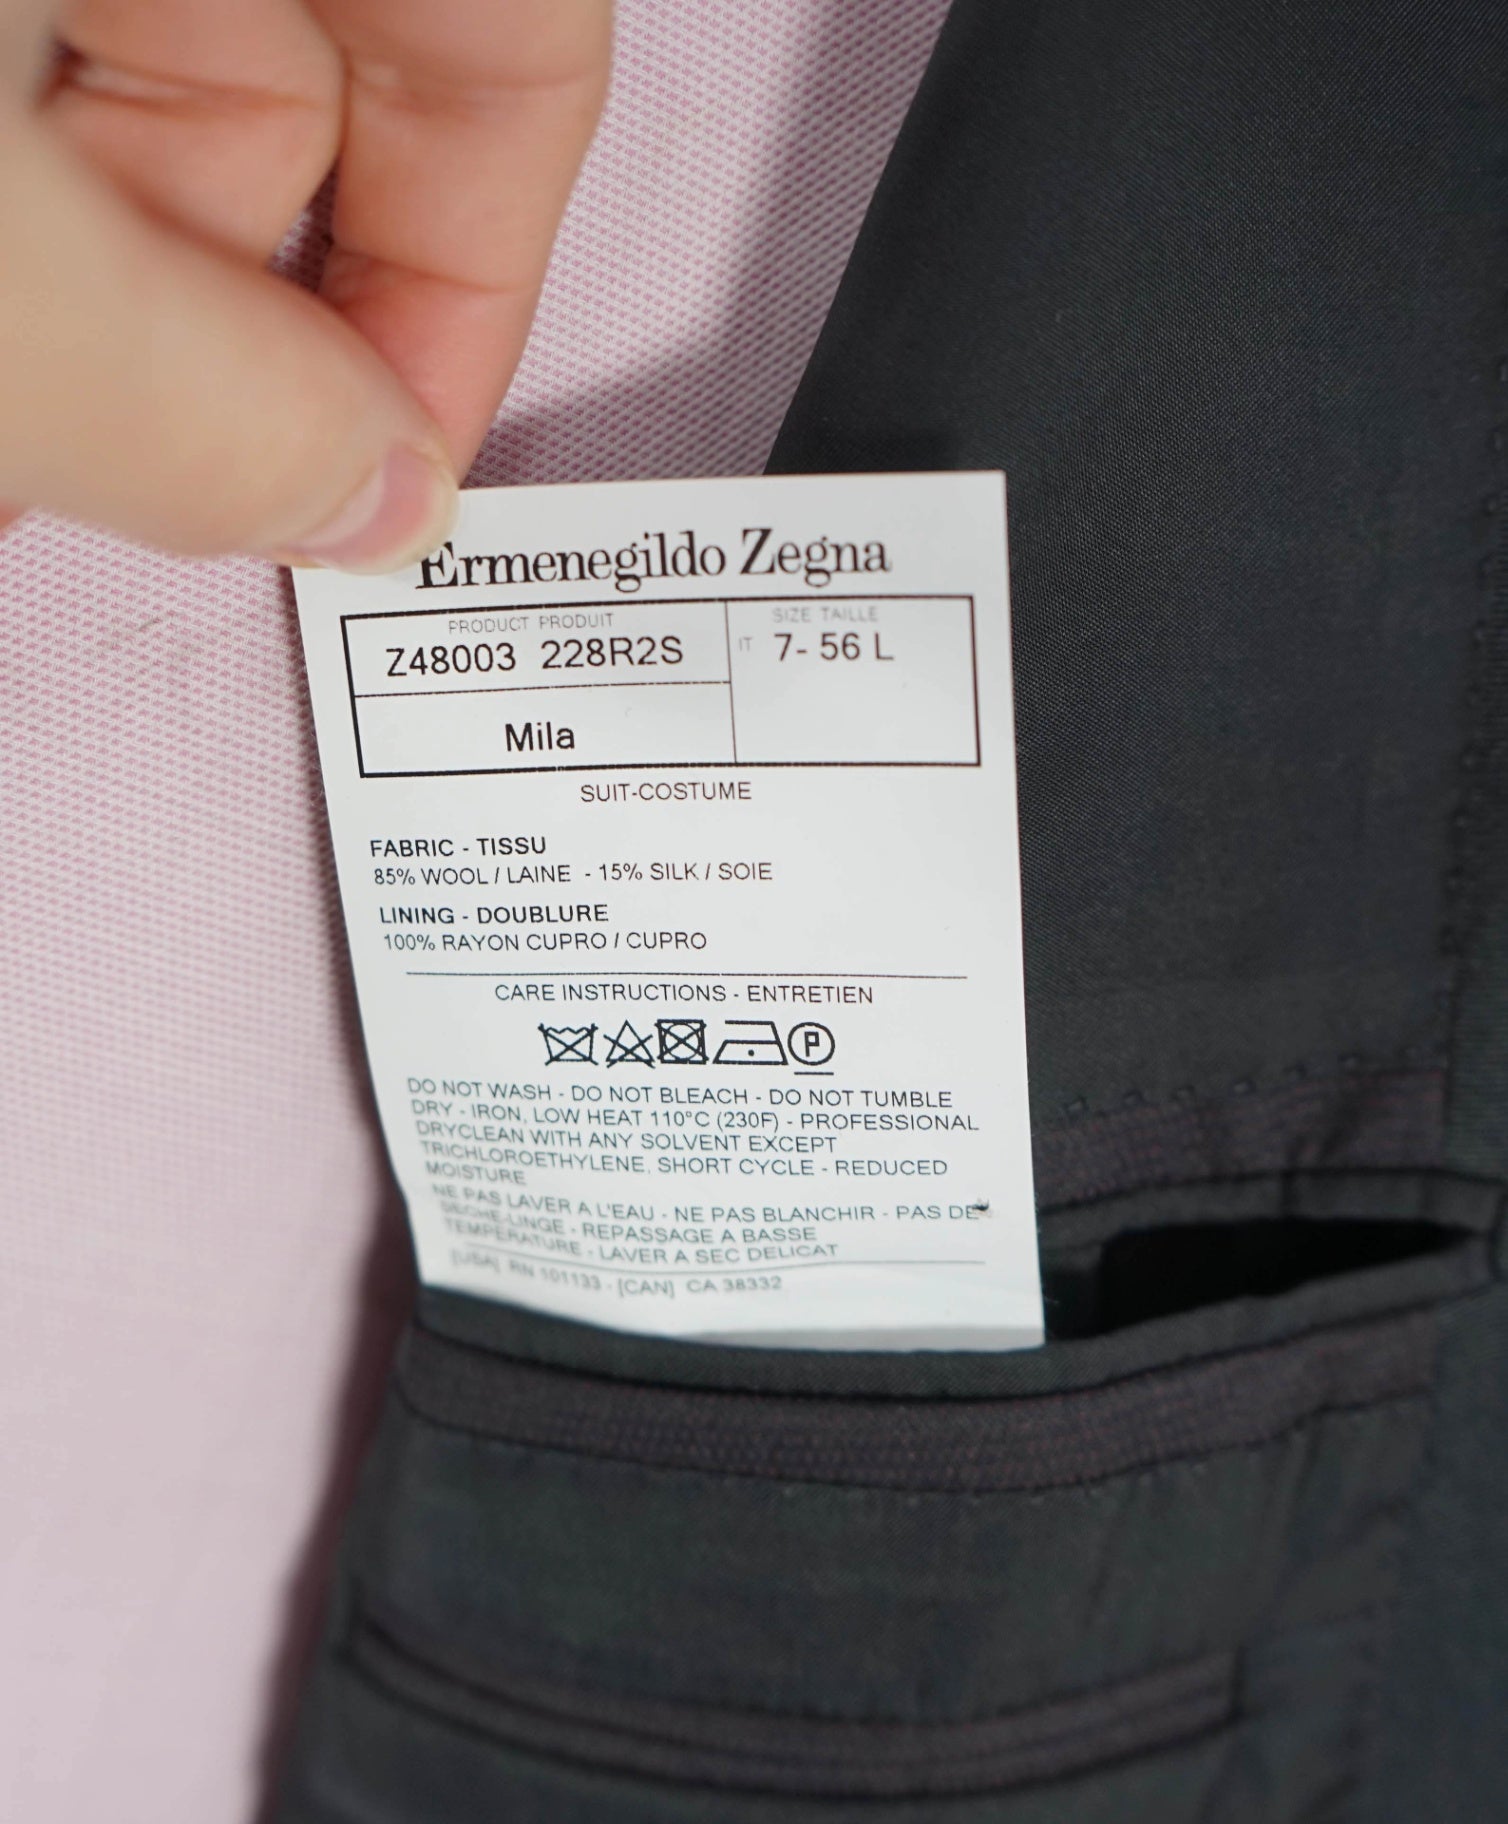 Ermenegildo Zegna
PRODUCT PRODUIT
SIZE TAILLE
Z48003 228R2S
IT 7- 56 L
Mila
SUIT-COSTUME
FABRIC - TISSU
85% WOOL / LAINE - 15% SILK / SOIE
LINING - DOUBLURE
100% RAYON CUPRO / CUPRO
CARE INSTRUCTIONS - ENTRETIEN
P
DO NOT WASH - DO NOT BLEACH - DO NOT TUMBLE
DRY - IRON, LOW HEAT 110°C (230F) - PROFESSIONAL
DRYCLEAN WITH ANY SOLVENT EXCEPT
TRICHLOROETHYLENE, SHORT CYCLE - REDUCED
MOISTURE
NE PAS LAVER A L'EAU - NE PAS BLANCHIR - PAS DE
SECHE-LINGE - REPASSAGE A BASSE
TEMPERATURE - LAVER A SEC DELICAT
[USA] RN 101133 - [CAN] CA 38332